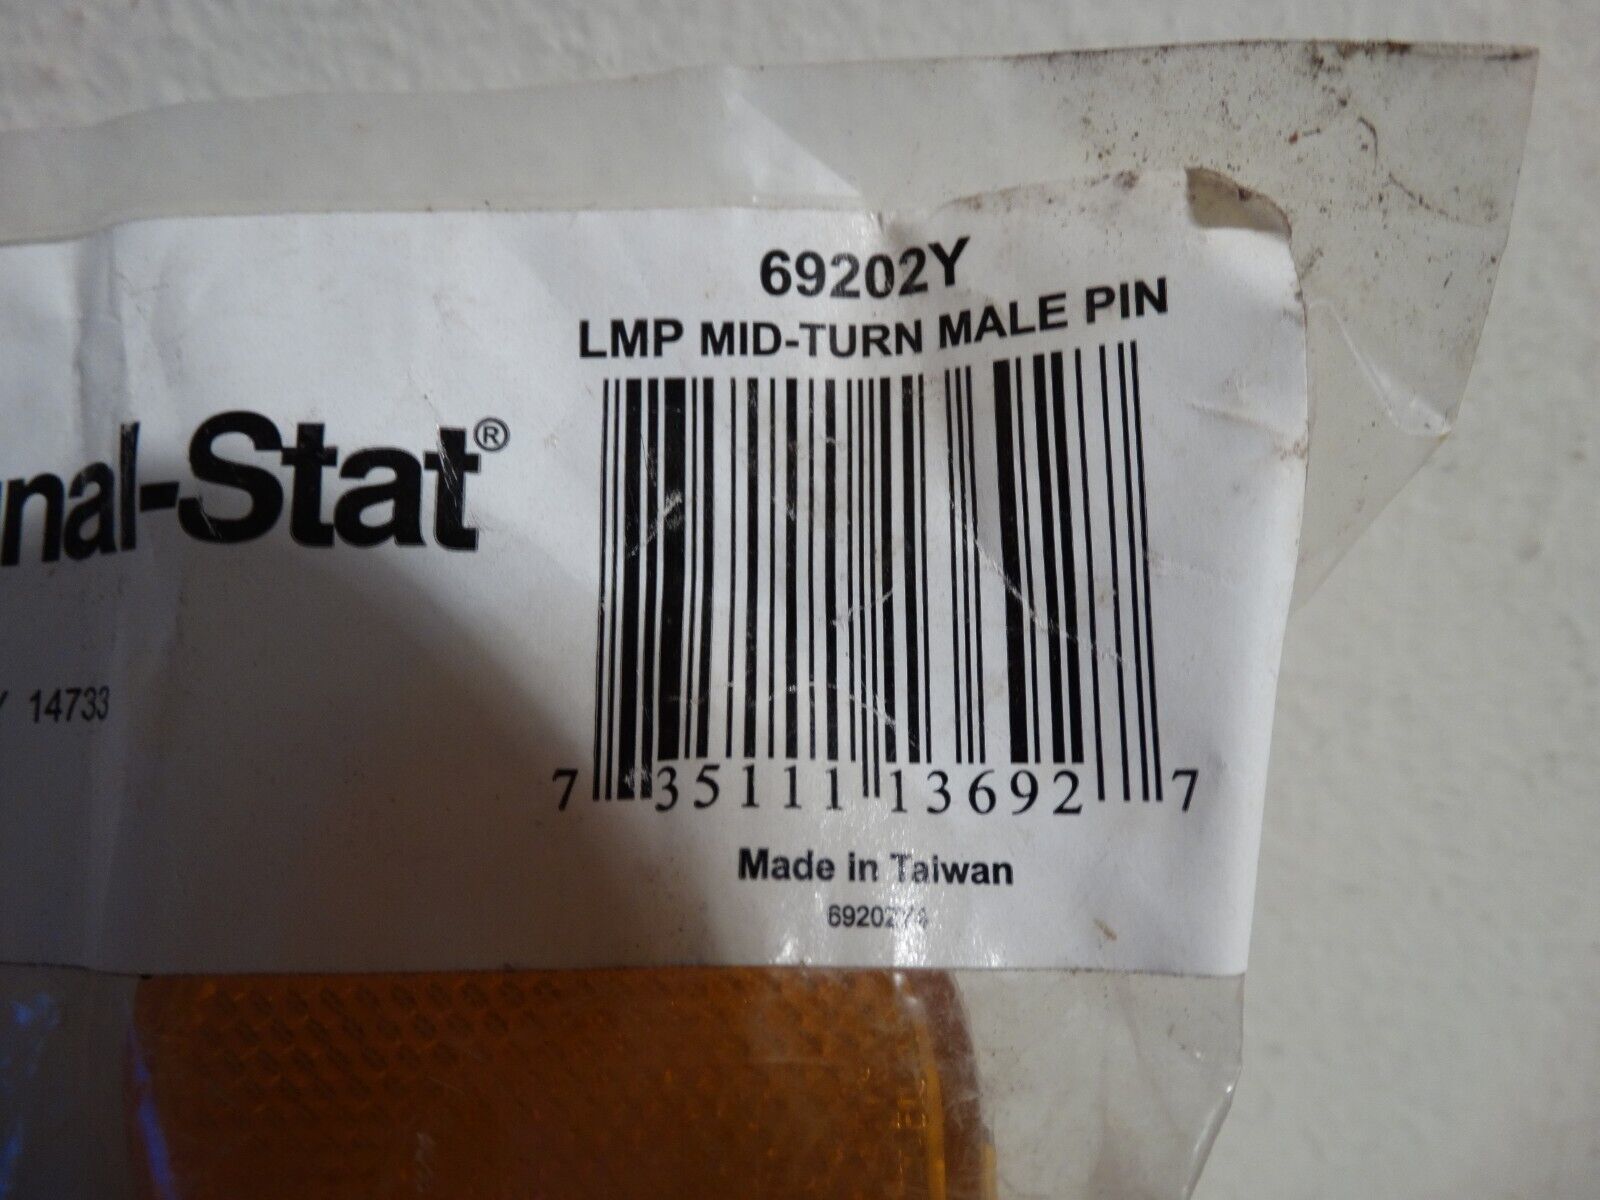 69202Y
LMP MID-TURN MALE PIN
nal-Stat®
14733
7 35111 13692 7
Made in Taiwan